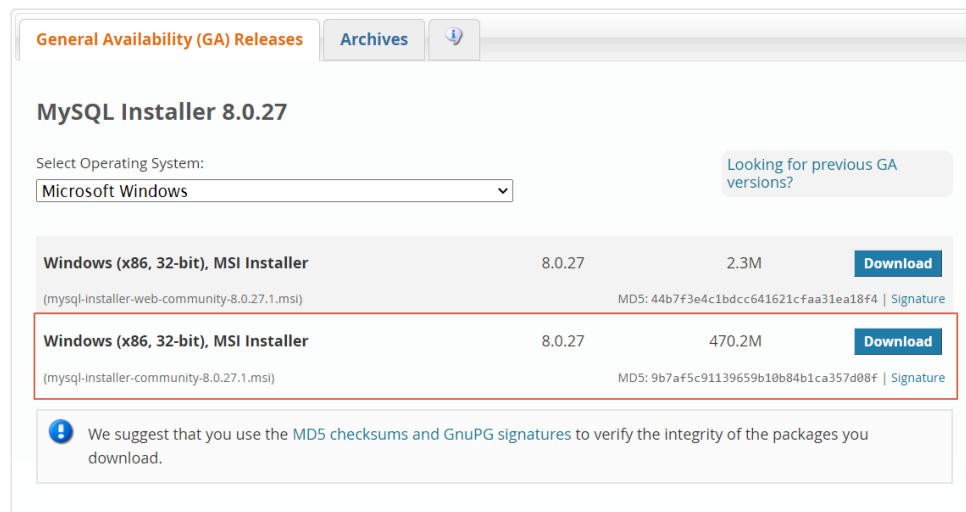 General Availability (GA) Releases
Archives
MySQL Installer 8.0.27
Select Operating System:
Looking for previous GA
versions?
Microsoft Windows
Windows (x86, 32-bit), MSI Installer 8.0.27 2.3M Download
(mysql-installer-web-community-8.0.27.1.msi) MD5: 44b7f3e4c1bdcc641621cfaa31ea18f4 | Signature
Windows (x86, 32-bit), MSI Installer 8.0.27 470.2M Download
(mysql-installer-community-8.0.27.1.msi) MD5: 9b7af5c91139659b10b84b1ca357d08f | Signature
We suggest that you use the MD5 checksums and GnuPG signatures to verify the integrity of the packages you
download.